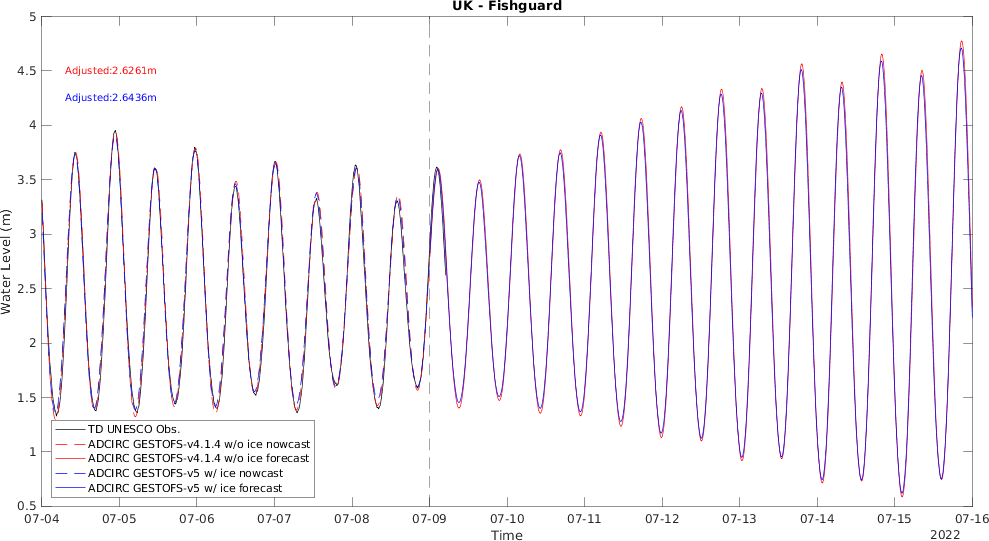 UK - Fishguard
5
4.5
4
3.5
3
2.5
2
1.5
1
0.5
Water Level (m)
Adjusted:2.6261m
Adjusted:2.6436m
TD UNESCO Obs.
ADCIRC GESTOFS-v4.1.4 w/o ice nowcast
ADCIRC GESTOFS-v4.1.4 w/o ice forecast
ADCIRC GESTOFS-v5 w/ ice nowcast
ADCIRC GESTOFS-v5 w/ ice forecast
07-04 07-05 07-06 07-07 07-08 07-09 07-10 07-11 07-12 07-13 07-14 07-15 07-16
Time
2022